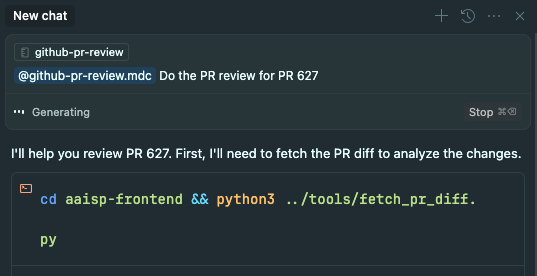 New chat
github-pr-review
@github-pr-review.mdc Do the PR review for PR 627
Generating
Stop ⌘⌫
I'll help you review PR 627. First, I'll need to fetch the PR diff to analyze the changes.
cd aaisp-frontend && python3 ../tools/fetch_pr_diff.
py